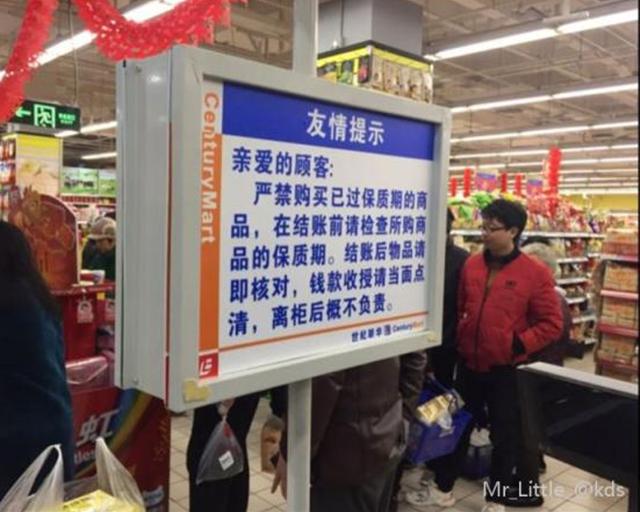 友情提示
CenturyMart
亲爱的顾客:
严禁购买已过保质期的商
品，在结账前请检查所购商
品的保质期。结账后物品请
即核对，钱款收授请当面点
清，离柜后概不负责。
世纪联华 CenturyMart
虹
Mr_Little_@kds